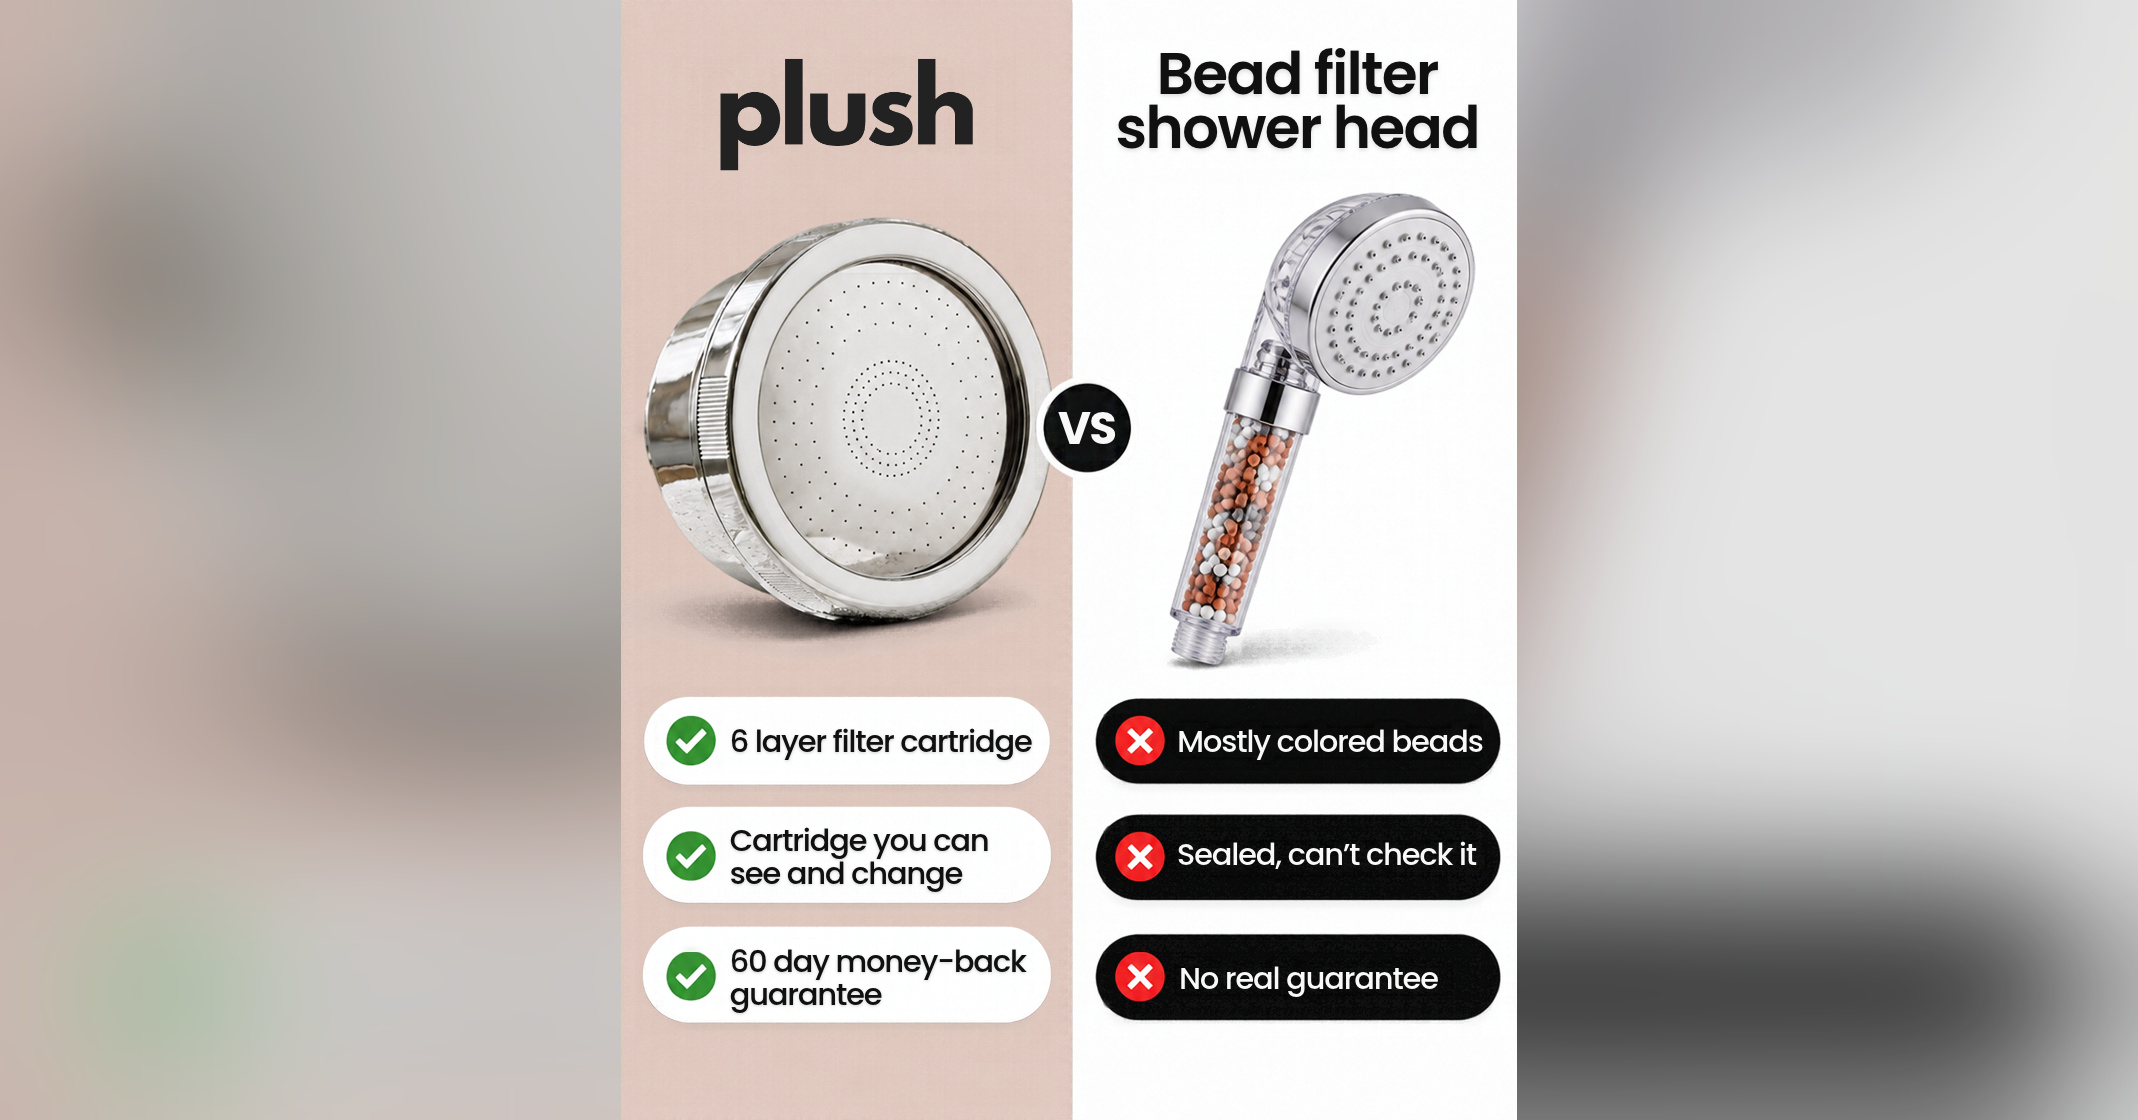 plush
Bead filter
shower head
VS
6 layer filter cartridge
Cartridge you can
see and change
60 day money-back
guarantee
Mostly colored beads
Sealed, can't check it
No real guarantee